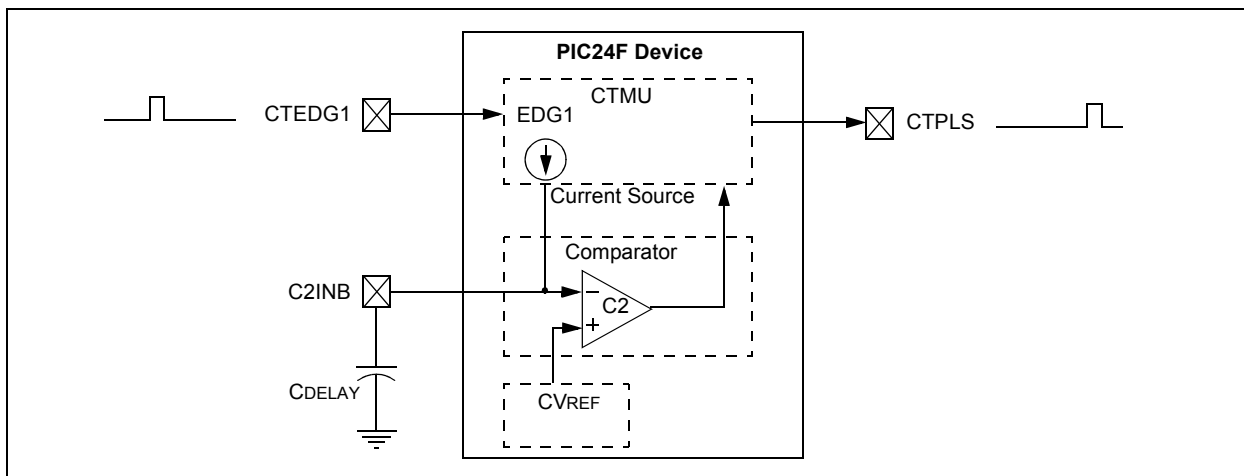 PIC24F Device
CTMU
CTEDG1
EDG1
CTPLS
Current Source
Comparator
C2INB
−
C2
+
CDELAY
CVREF